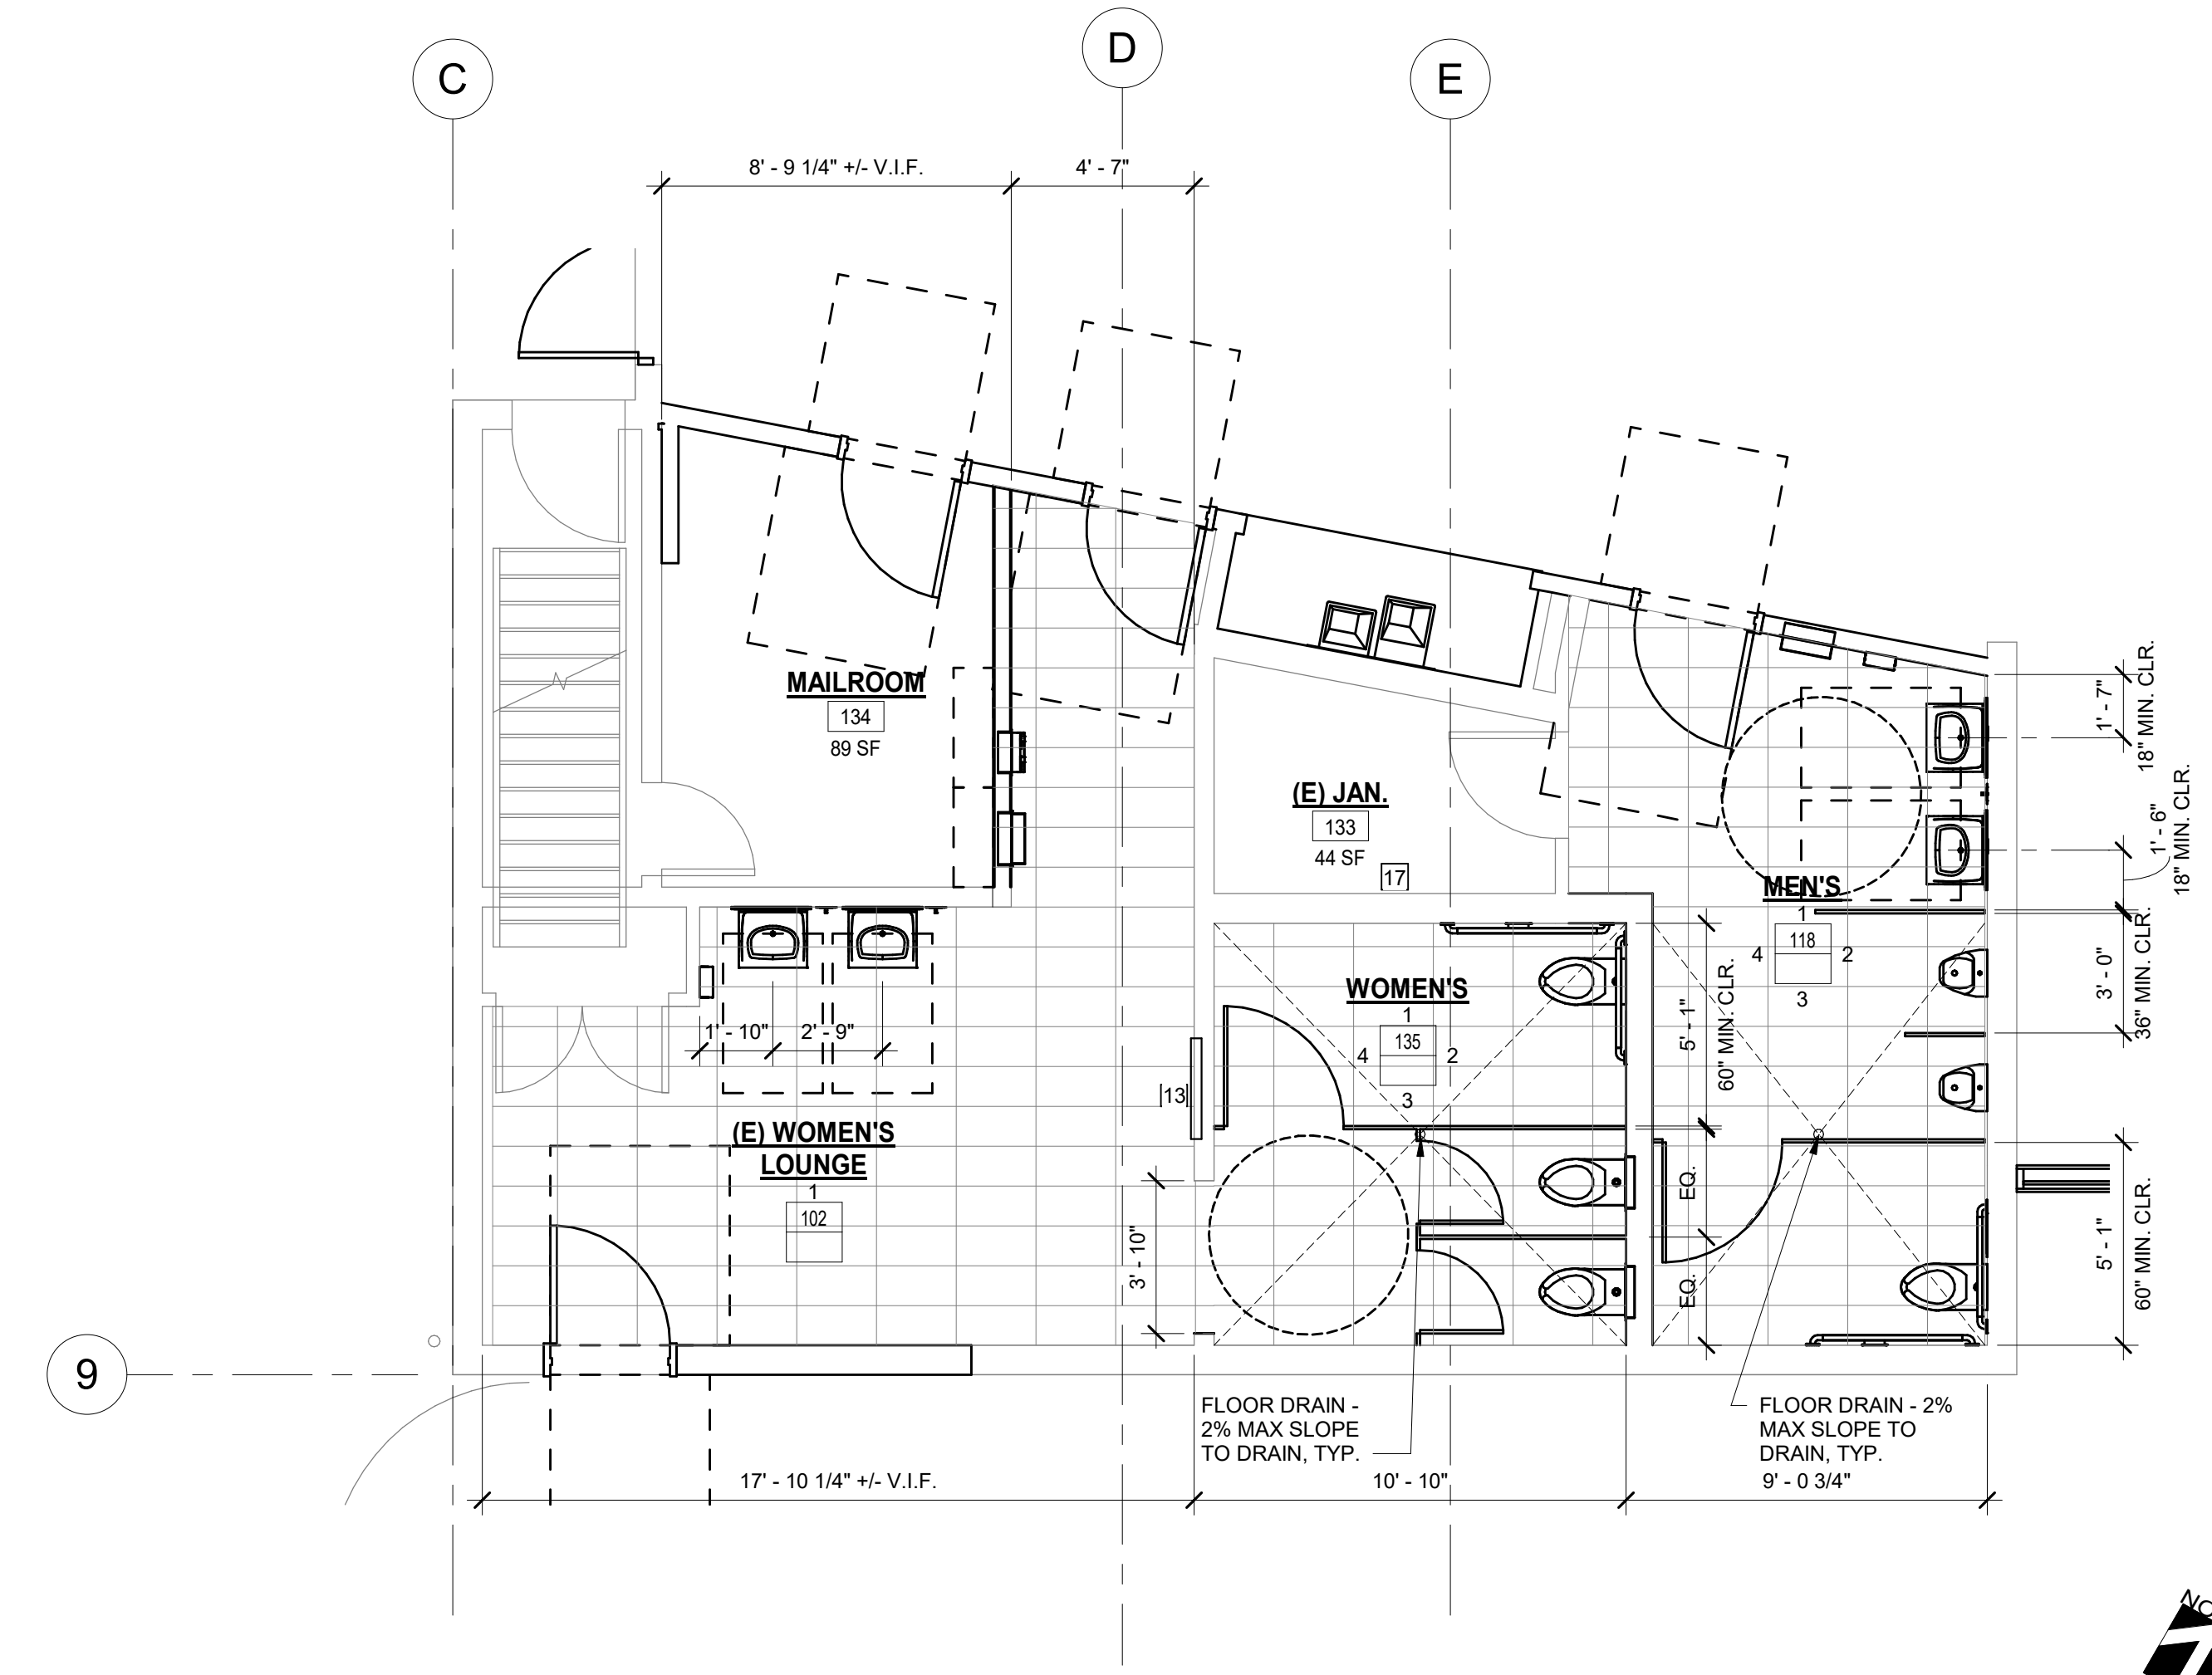 C
D
E
8' - 9 1/4" +/- V.I.F.
4' - 7"
MAILROOM
134
89 SF
(E) JAN.
133
44 SF
17
1' - 7"
18" MIN. CLR.
1' - 6"
18" MIN. CLR.
MEN'S
1
118
4
2
3
3' - 0"
36" MIN. CLR.
WOMEN'S
1
135
4
2
3
5' - 1"
60" MIN. CLR.
1' - 10"
2' - 9"
13
(E) WOMEN'S
LOUNGE
1
102
3' - 10"
EQ.
EQ.
5' - 1"
60" MIN. CLR.
9
FLOOR DRAIN -
2% MAX SLOPE
TO DRAIN, TYP.
FLOOR DRAIN - 2%
MAX SLOPE TO
DRAIN, TYP.
17' - 10 1/4" +/- V.I.F.
10' - 10"
9' - 0 3/4"